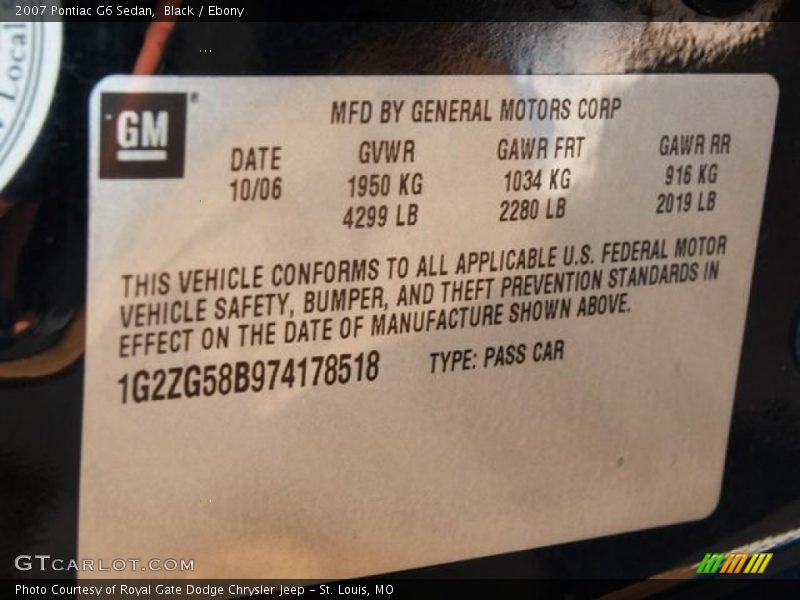 2007 Pontiac G6 Sedan, Black / Ebony
Local
GM
MFD BY GENERAL MOTORS CORP
DATE GVWR GAWR FRT GAWR RR
10/06 1950 KG 1034 KG 916 KG
4299 LB 2280 LB 2019 LB
THIS VEHICLE CONFORMS TO ALL APPLICABLE U.S. FEDERAL MOTOR
VEHICLE SAFETY, BUMPER, AND THEFT PREVENTION STANDARDS IN
EFFECT ON THE DATE OF MANUFACTURE SHOWN ABOVE.
1G2ZG58B974178518 TYPE: PASS CAR
GTCARLOT.COM
Photo Courtesy of Royal Gate Dodge Chrysler Jeep - St. Louis, MO